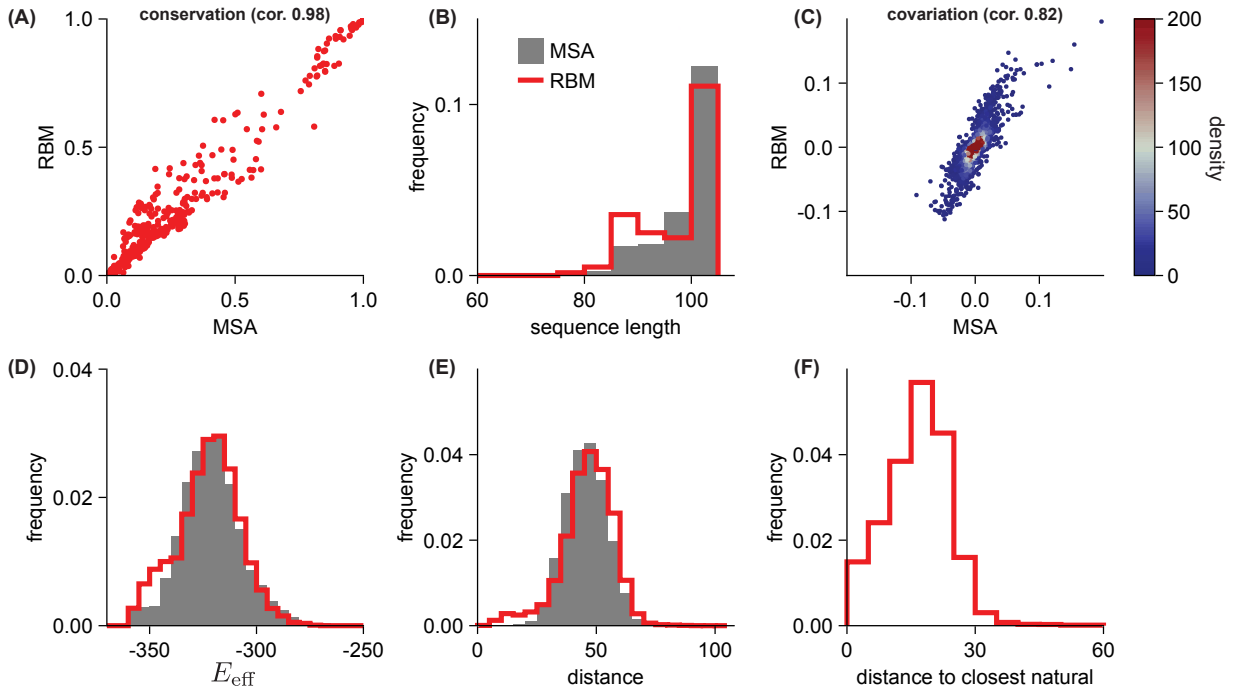 (A)
conservation (cor. 0.98)
1.0
0.5
0.0
RBM
0.0
0.5
1.0
MSA
(B)
MSA
RBM
0.1
0.0
frequency
60
80
100
sequence length
(C)
covariation (cor. 0.82)
0.1
0.0
-0.1
RBM
-0.1
0.0
0.1
MSA
200
150
100
50
0
density
(D)
0.04
0.02
0.00
frequency
-350
-300
-250
E_eff
(E)
0.04
0.02
0.00
frequency
0
50
100
distance
(F)
0.04
0.02
0.00
frequency
0
30
60
distance to closest natural